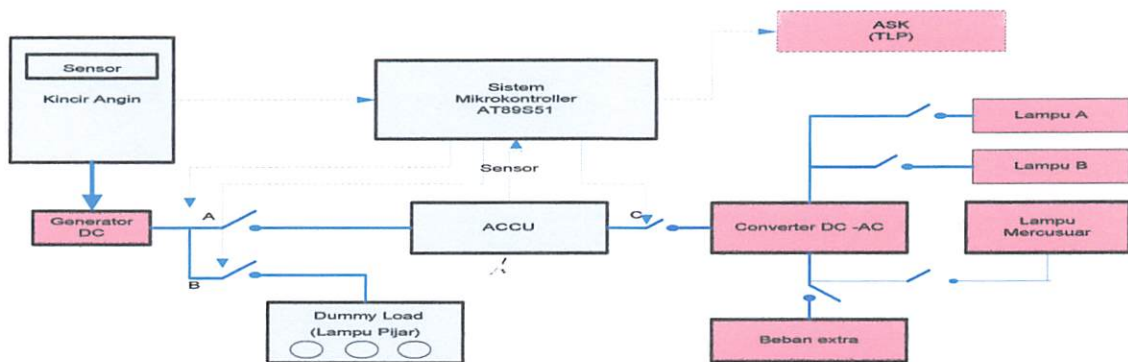 ASK
(TLP)
Sensor
Kincir Angin
Sistem
Mikrokontroller
AT89S51
Lampu A
Lampu B
Sensor
Generator
DC
A
ACCU
C
Converter DC -AC
Lampu
Mercusuar
B
Dummy Load
(Lampu Pijar)
Beban extra